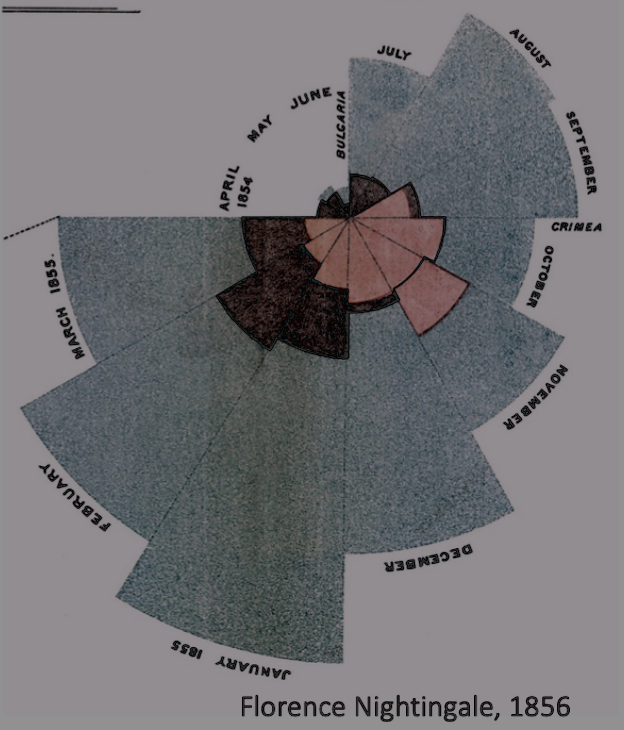 APRIL
1854
MAY
JUNE
BULGARIA
JULY
AUGUST
SEPTEMBER
CRIMEA
OCTOBER
NOVEMBER
DECEMBER
JANUARY 1855
FEBRUARY
MARCH 1855.
Florence Nightingale, 1856